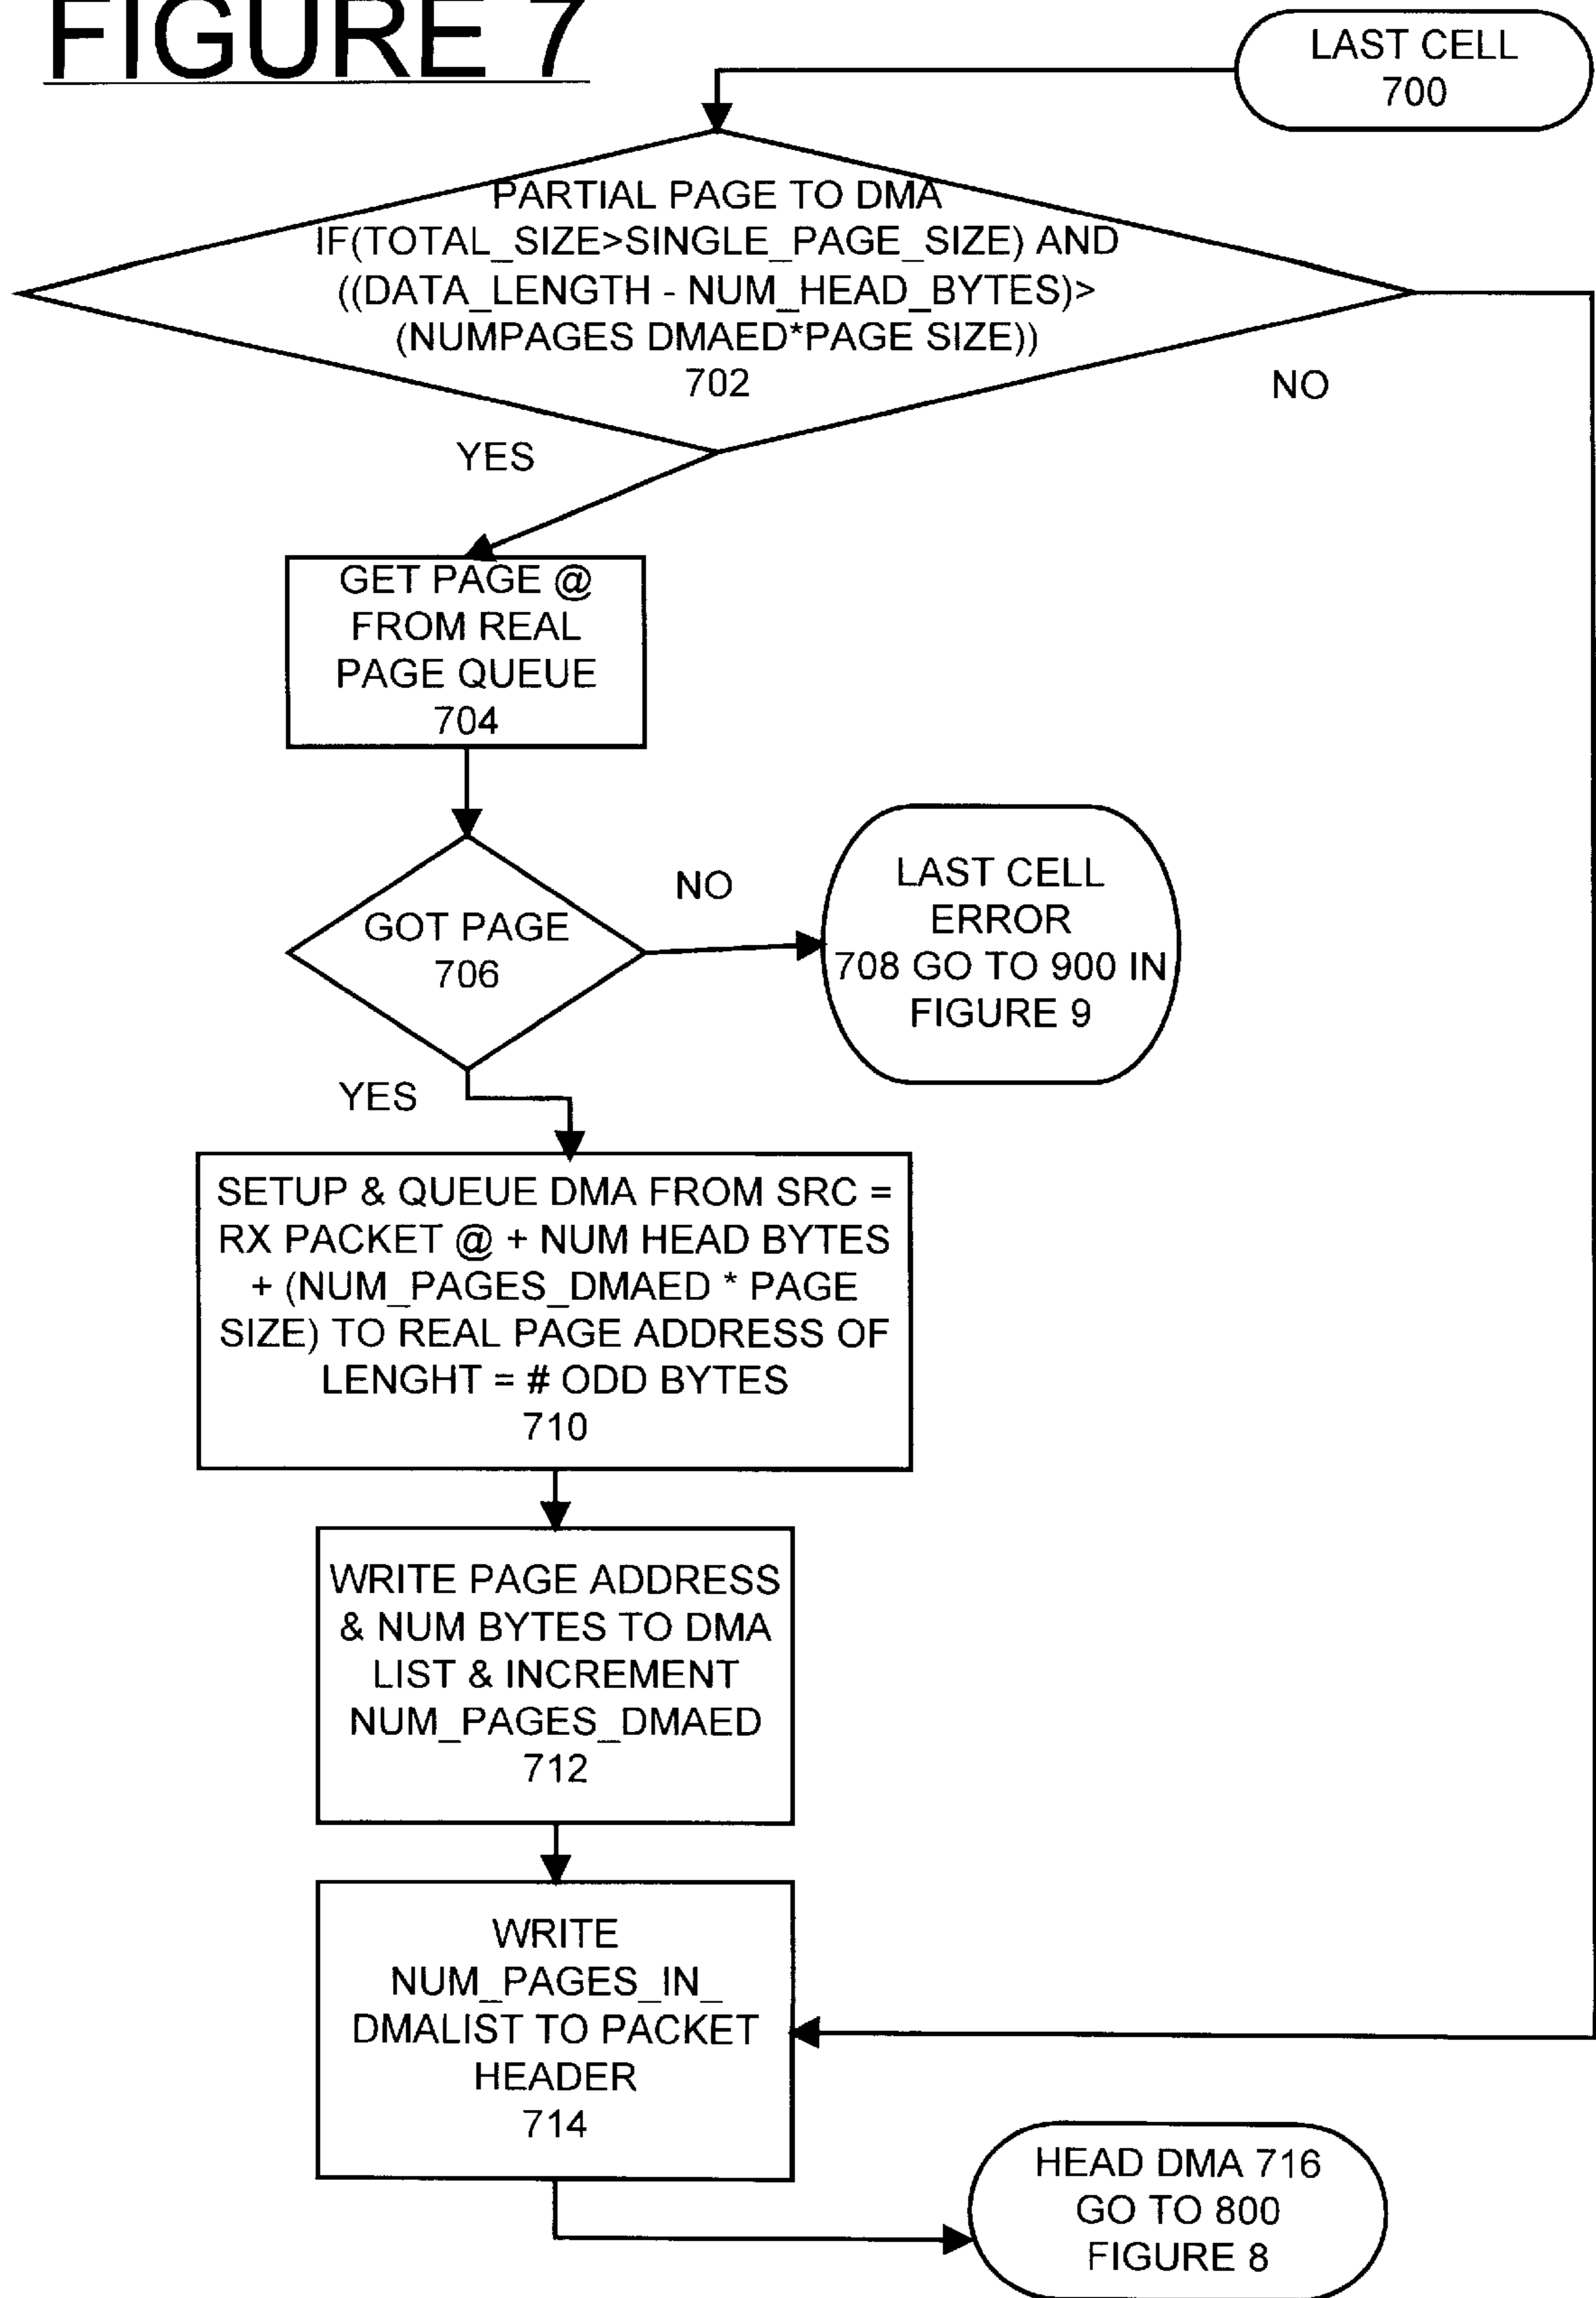 FIGURE 7
LAST CELL
700
PARTIAL PAGE TO DMA
IF(TOTAL_SIZE>SINGLE_PAGE_SIZE) AND
((DATA_LENGTH - NUM_HEAD_BYTES)>
(NUMPAGES DMAED*PAGE SIZE))
702
NO
YES
GET PAGE @
FROM REAL
PAGE QUEUE
704
GOT PAGE
706
NO
LAST CELL
ERROR
708 GO TO 900 IN
FIGURE 9
YES
SETUP & QUEUE DMA FROM SRC =
RX PACKET @ + NUM HEAD BYTES
+ (NUM_PAGES_DMAED * PAGE
SIZE) TO REAL PAGE ADDRESS OF
LENGHT = # ODD BYTES
710
WRITE PAGE ADDRESS
& NUM BYTES TO DMA
LIST & INCREMENT
NUM_PAGES_DMAED
712
WRITE
NUM_PAGES_IN_
DMALIST TO PACKET
HEADER
714
HEAD DMA 716
GO TO 800
FIGURE 8